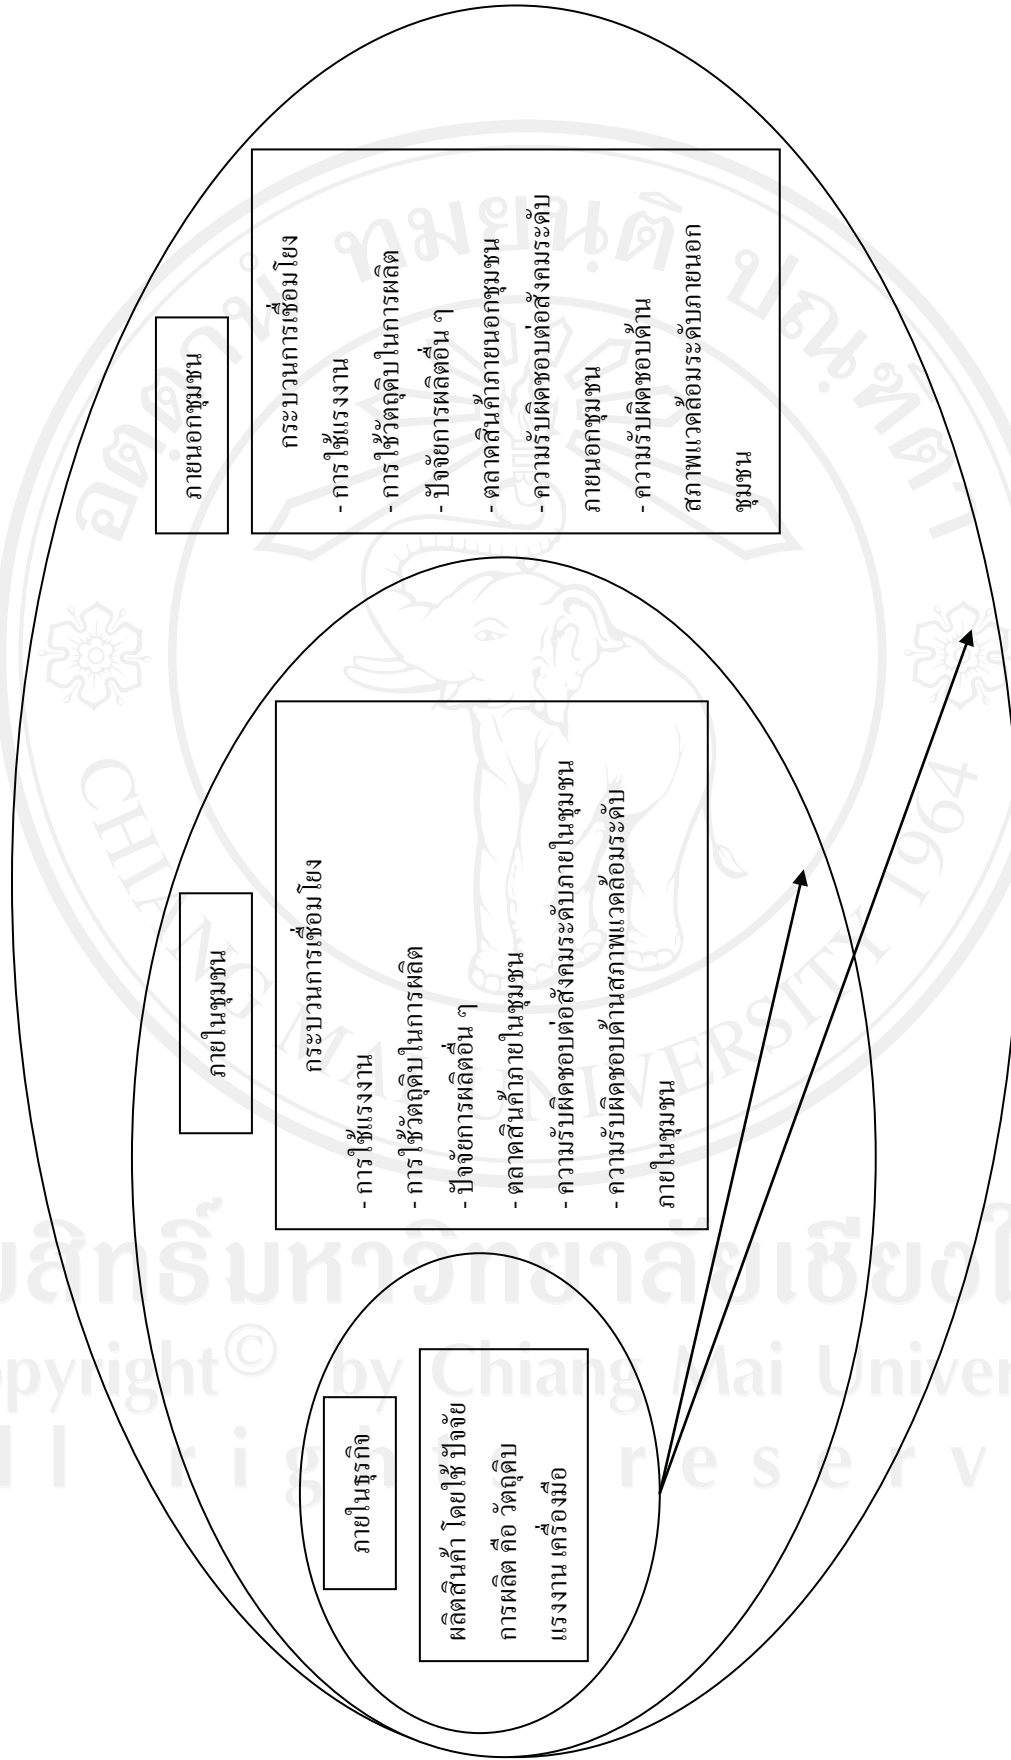 ภายในธุรกิจ
ผลิตสินค้า โดยใช้ ปัจจัย
การผลิต คือ วัตถุดิบ
แรงงาน เครื่องมือ
ภายในชุมชน
กระบวนการเชื่อมโยง
- การใช้แรงงาน
- การใช้วัตถุดิบในการผลิต
- ปัจจัยการผลิตอื่น ๆ
- ตลาดสินค้าภายในชุมชน
- ความรับผิดชอบต่อสังคมระดับภายในชุมชน
- ความรับผิดชอบด้านสภาพแวดล้อมระดับ
ภายในชุมชน
ภายนอกชุมชน
กระบวนการเชื่อมโยง
- การใช้แรงงาน
- การใช้วัตถุดิบในการผลิต
- ปัจจัยการผลิตอื่น ๆ
- ตลาดสินค้าภายนอกชุมชน
- ความรับผิดชอบต่อสังคมระดับ
ภายนอกชุมชน
- ความรับผิดชอบด้าน
สภาพแวดล้อมระดับภายนอก
ชุมชน
CHIANG MAI UNIVERSITY 1964
opyright© by Chiang Mai Univer